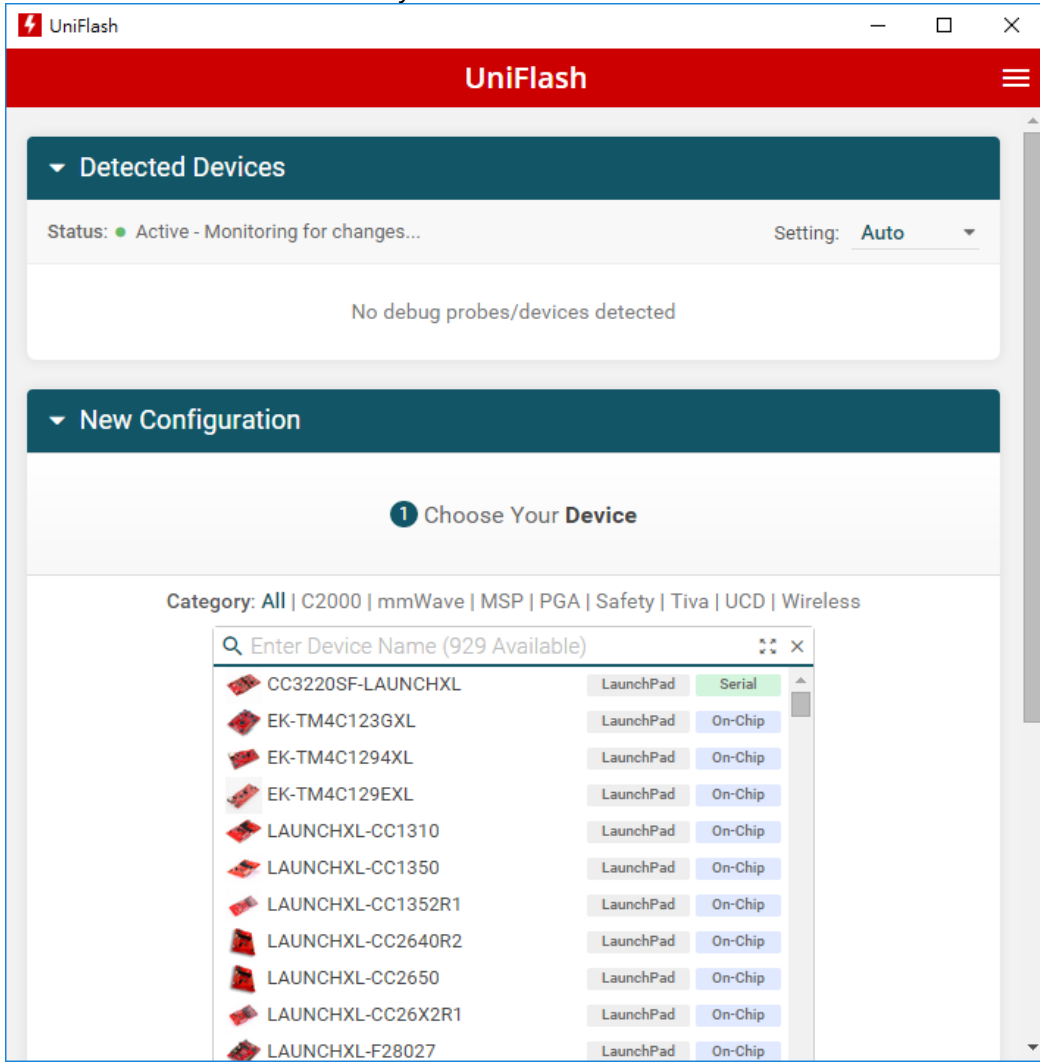 UniFlash
UniFlash
Detected Devices
Status: ● Active - Monitoring for changes... Setting: Auto
No debug probes/devices detected
New Configuration
1 Choose Your Device
Category: All | C2000 | mmWave | MSP | PGA | Safety | Tiva | UCD | Wireless
Enter Device Name (929 Available)
CC3220SF-LAUNCHXL LaunchPad Serial
EK-TM4C123GXL LaunchPad On-Chip
EK-TM4C1294XL LaunchPad On-Chip
EK-TM4C129EXL LaunchPad On-Chip
LAUNCHXL-CC1310 LaunchPad On-Chip
LAUNCHXL-CC1350 LaunchPad On-Chip
LAUNCHXL-CC1352R1 LaunchPad On-Chip
LAUNCHXL-CC2640R2 LaunchPad On-Chip
LAUNCHXL-CC2650 LaunchPad On-Chip
LAUNCHXL-CC26X2R1 LaunchPad On-Chip
LAUNCHXL-F28027 LaunchPad On-Chip